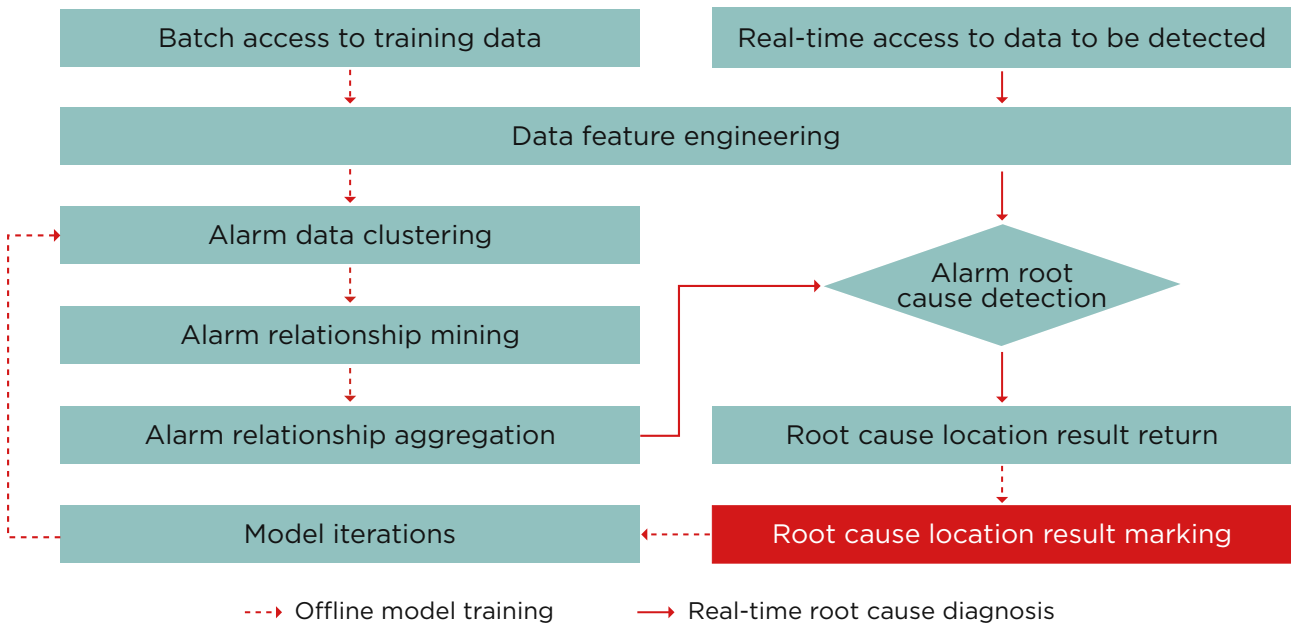 Batch access to training data
Real-time access to data to be detected
Data feature engineering
Alarm data clustering
Alarm root
cause detection
Alarm relationship mining
Alarm relationship aggregation
Root cause location result return
Model iterations
Root cause location result marking
Offline model training
Real-time root cause diagnosis